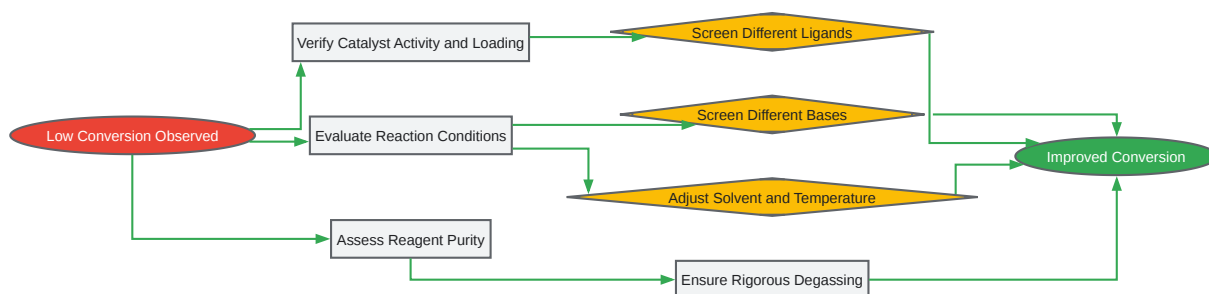 Verify Catalyst Activity and Loading
Screen Different Ligands
Low Conversion Observed
Evaluate Reaction Conditions
Screen Different Bases
Improved Conversion
Adjust Solvent and Temperature
Assess Reagent Purity
Ensure Rigorous Degassing